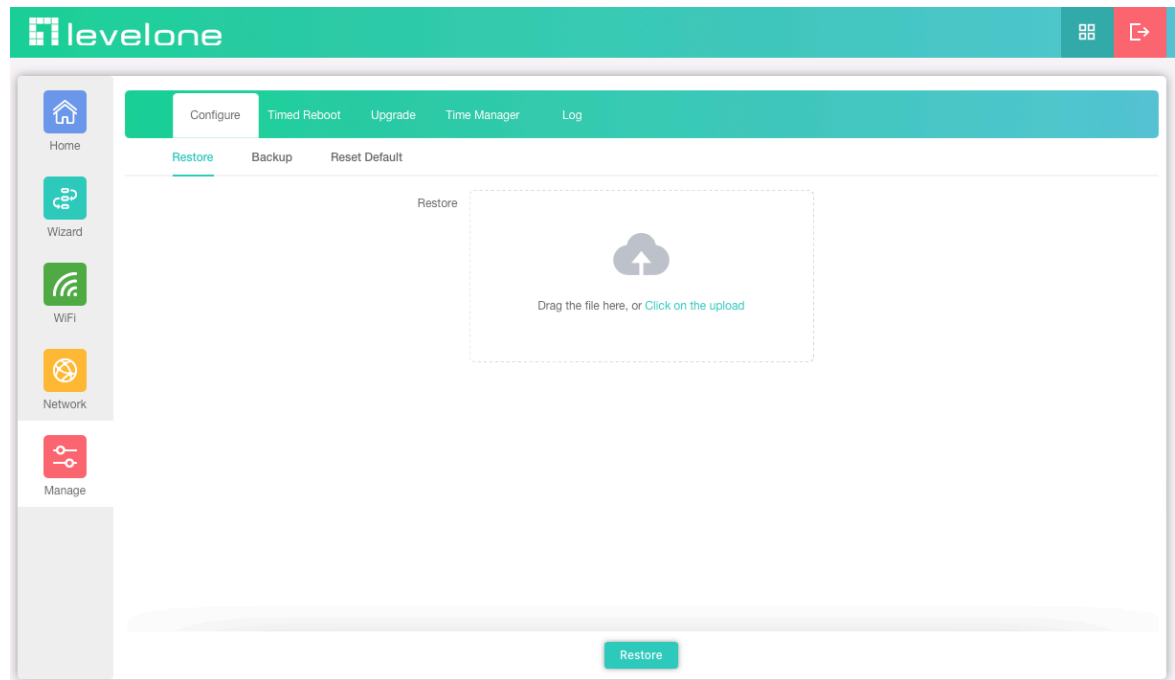 levelone
Configure Timed Reboot Upgrade Time Manager Log
Home
Restore Backup Reset Default
Restore
Wizard
Drag the file here, or Click on the upload
WiFi
Network
Manage
Restore